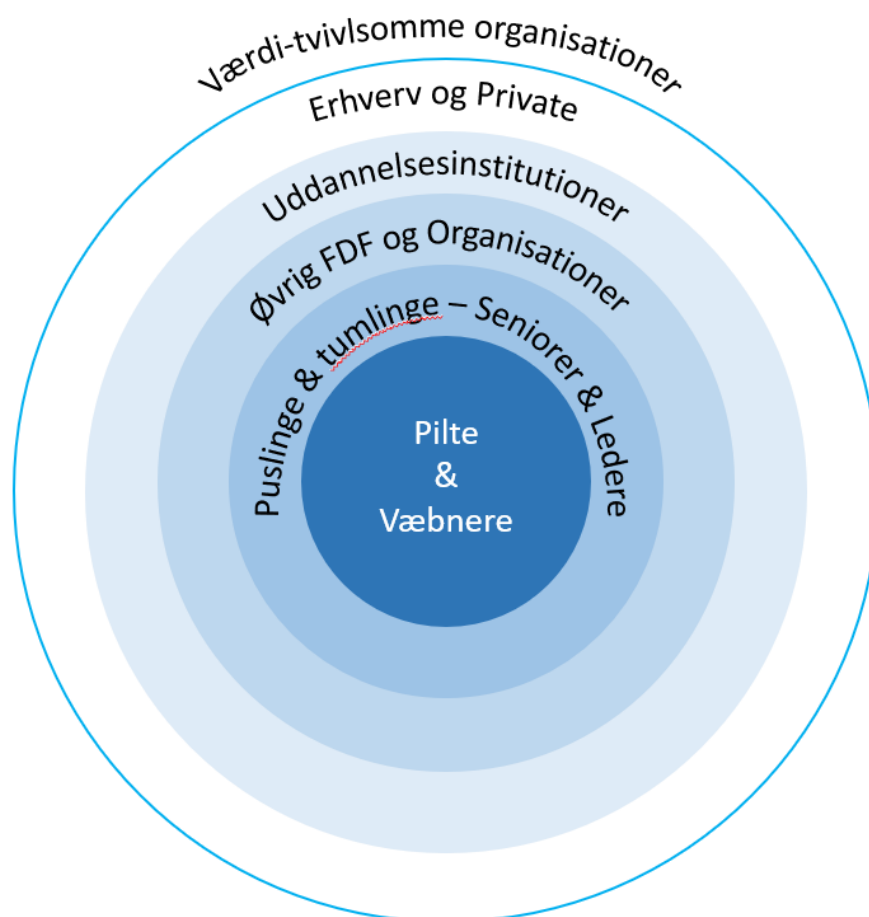 Værdi-tvivlsomme organisationer
Erhverv og Private
Uddannelsesinstitutioner
Øvrig FDF og Organisationer
Puslinge & tumlinge – Seniorer & Ledere
Pilte
&
Væbnere